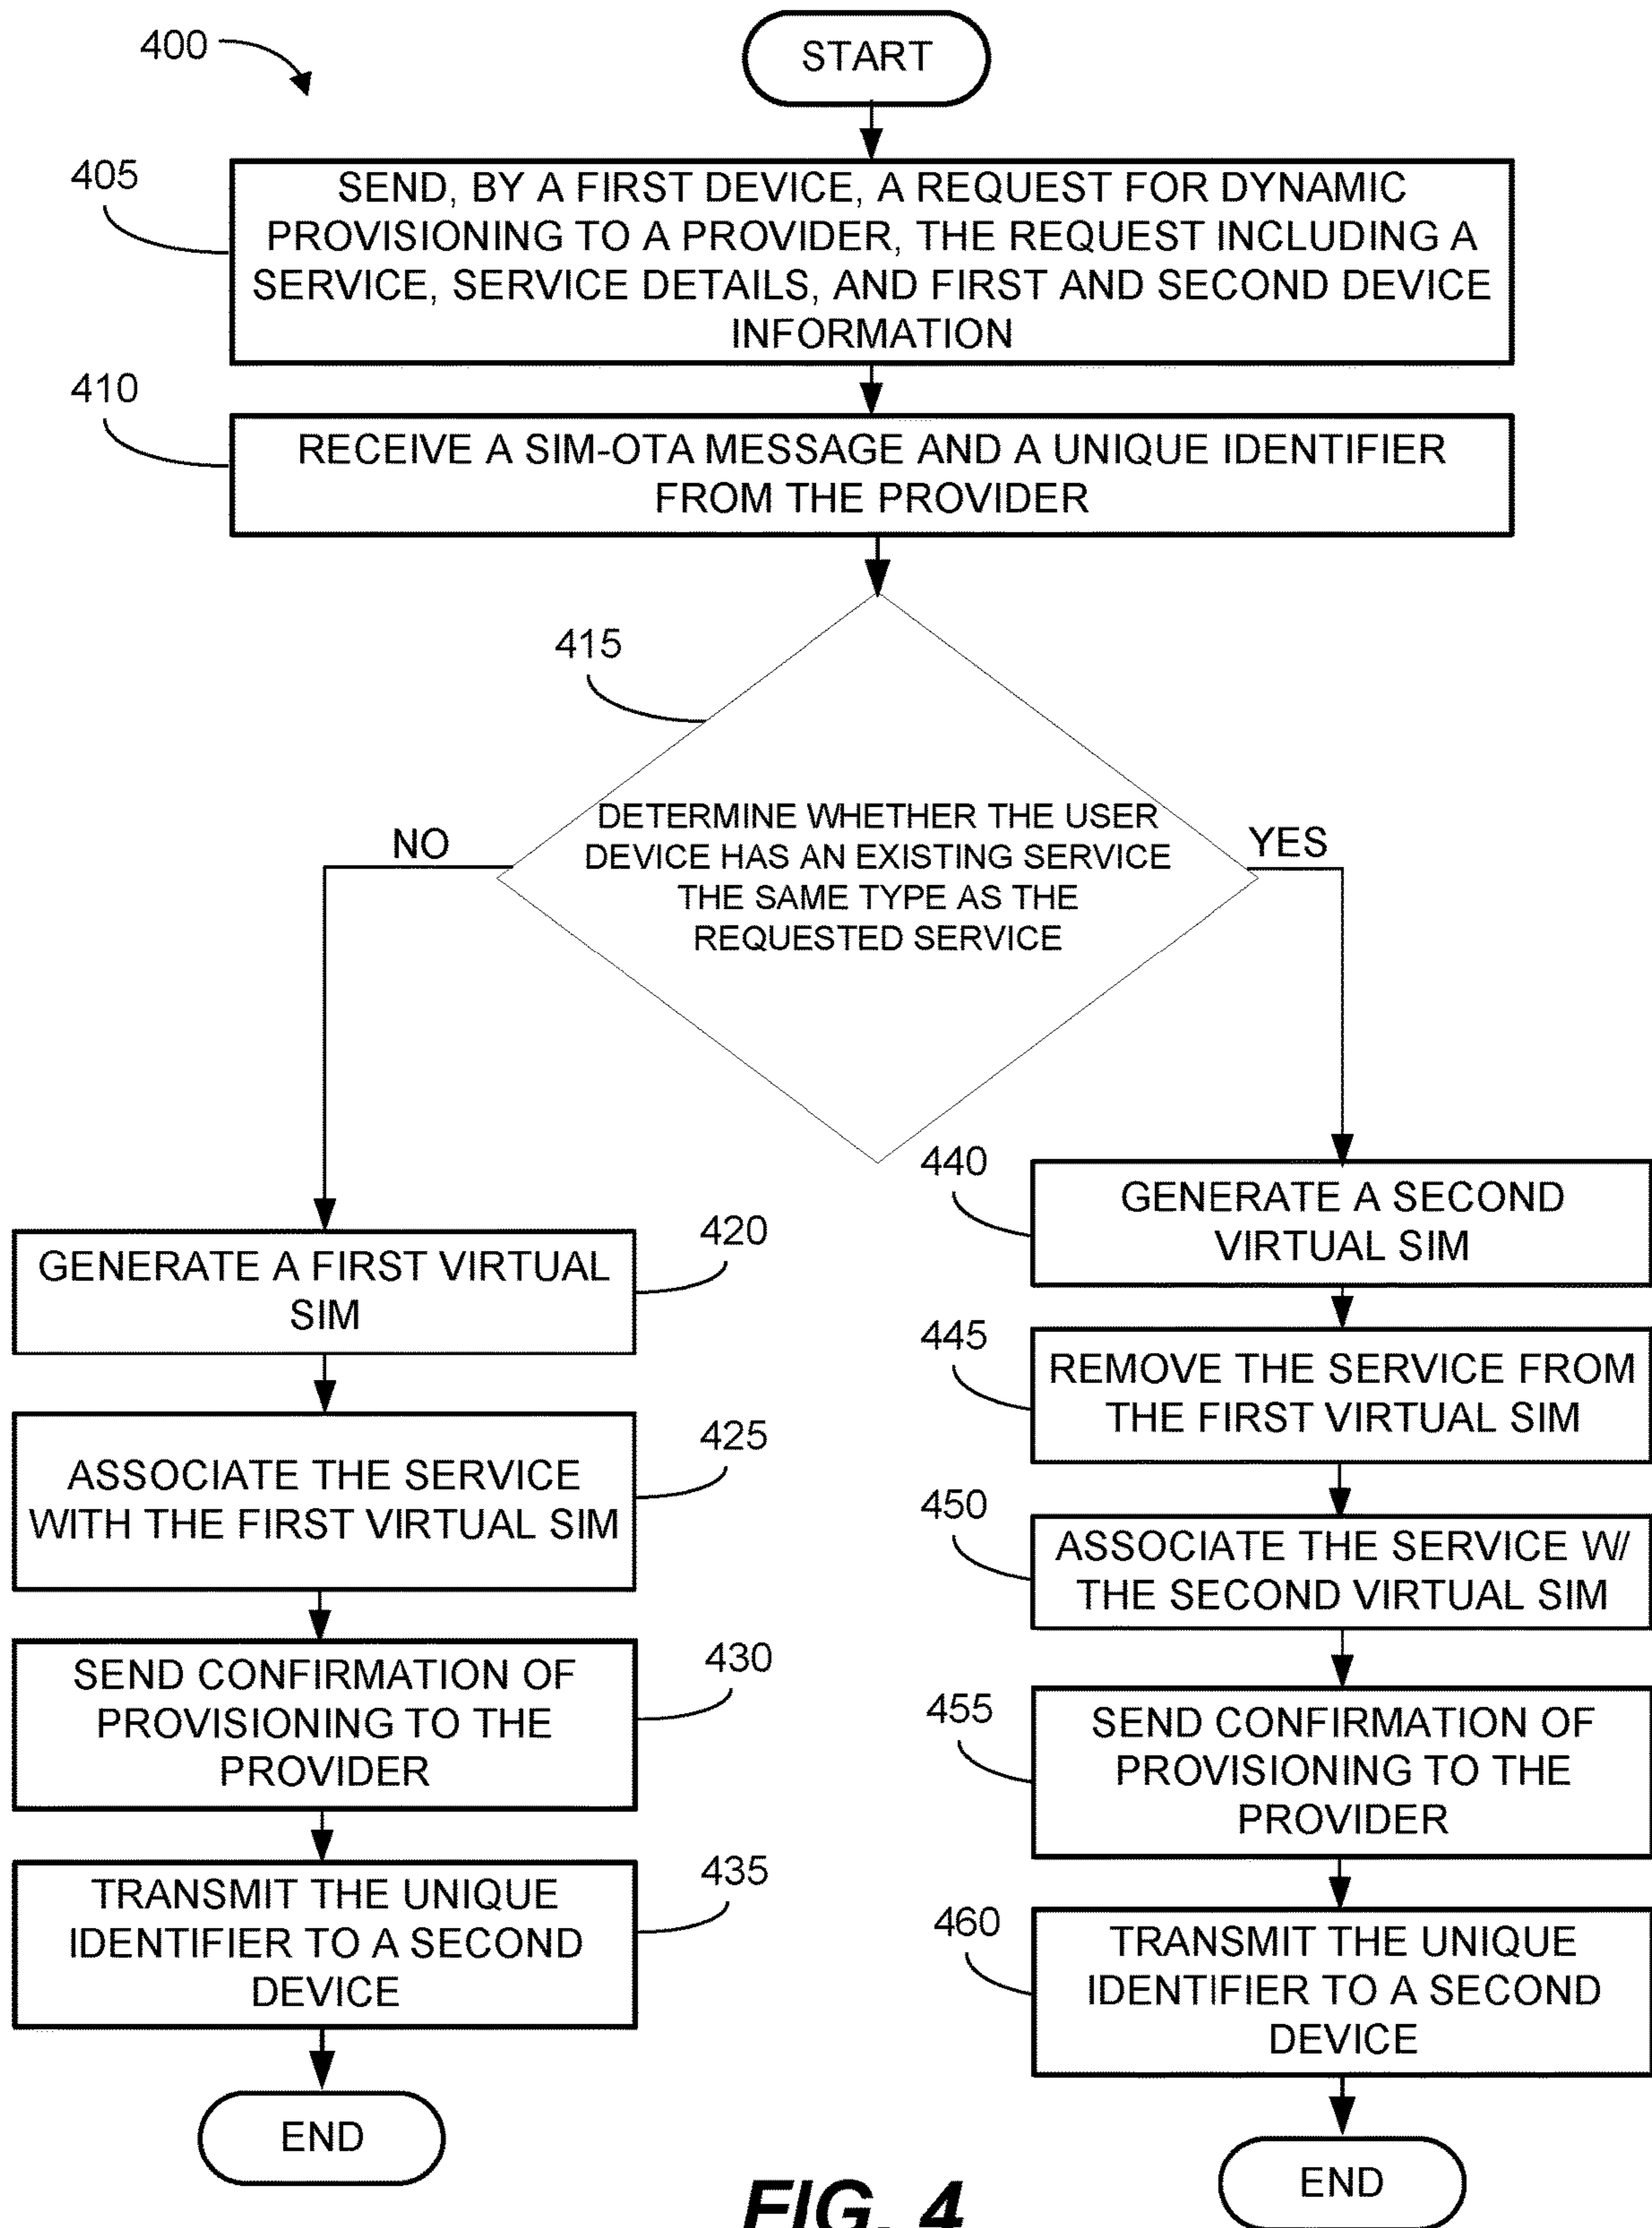 400
START
405
SEND, BY A FIRST DEVICE, A REQUEST FOR DYNAMIC
PROVISIONING TO A PROVIDER, THE REQUEST INCLUDING A
SERVICE, SERVICE DETAILS, AND FIRST AND SECOND DEVICE
INFORMATION
410
RECEIVE A SIM-OTA MESSAGE AND A UNIQUE IDENTIFIER
FROM THE PROVIDER
415
DETERMINE WHETHER THE USER
DEVICE HAS AN EXISTING SERVICE
THE SAME TYPE AS THE
REQUESTED SERVICE
NO
YES
420
GENERATE A FIRST VIRTUAL
SIM
425
ASSOCIATE THE SERVICE
WITH THE FIRST VIRTUAL SIM
430
SEND CONFIRMATION OF
PROVISIONING TO THE
PROVIDER
435
TRANSMIT THE UNIQUE
IDENTIFIER TO A SECOND
DEVICE
END
440
GENERATE A SECOND
VIRTUAL SIM
445
REMOVE THE SERVICE FROM
THE FIRST VIRTUAL SIM
450
ASSOCIATE THE SERVICE W/
THE SECOND VIRTUAL SIM
455
SEND CONFIRMATION OF
PROVISIONING TO THE
PROVIDER
460
TRANSMIT THE UNIQUE
IDENTIFIER TO A SECOND
DEVICE
END
FIG. 4